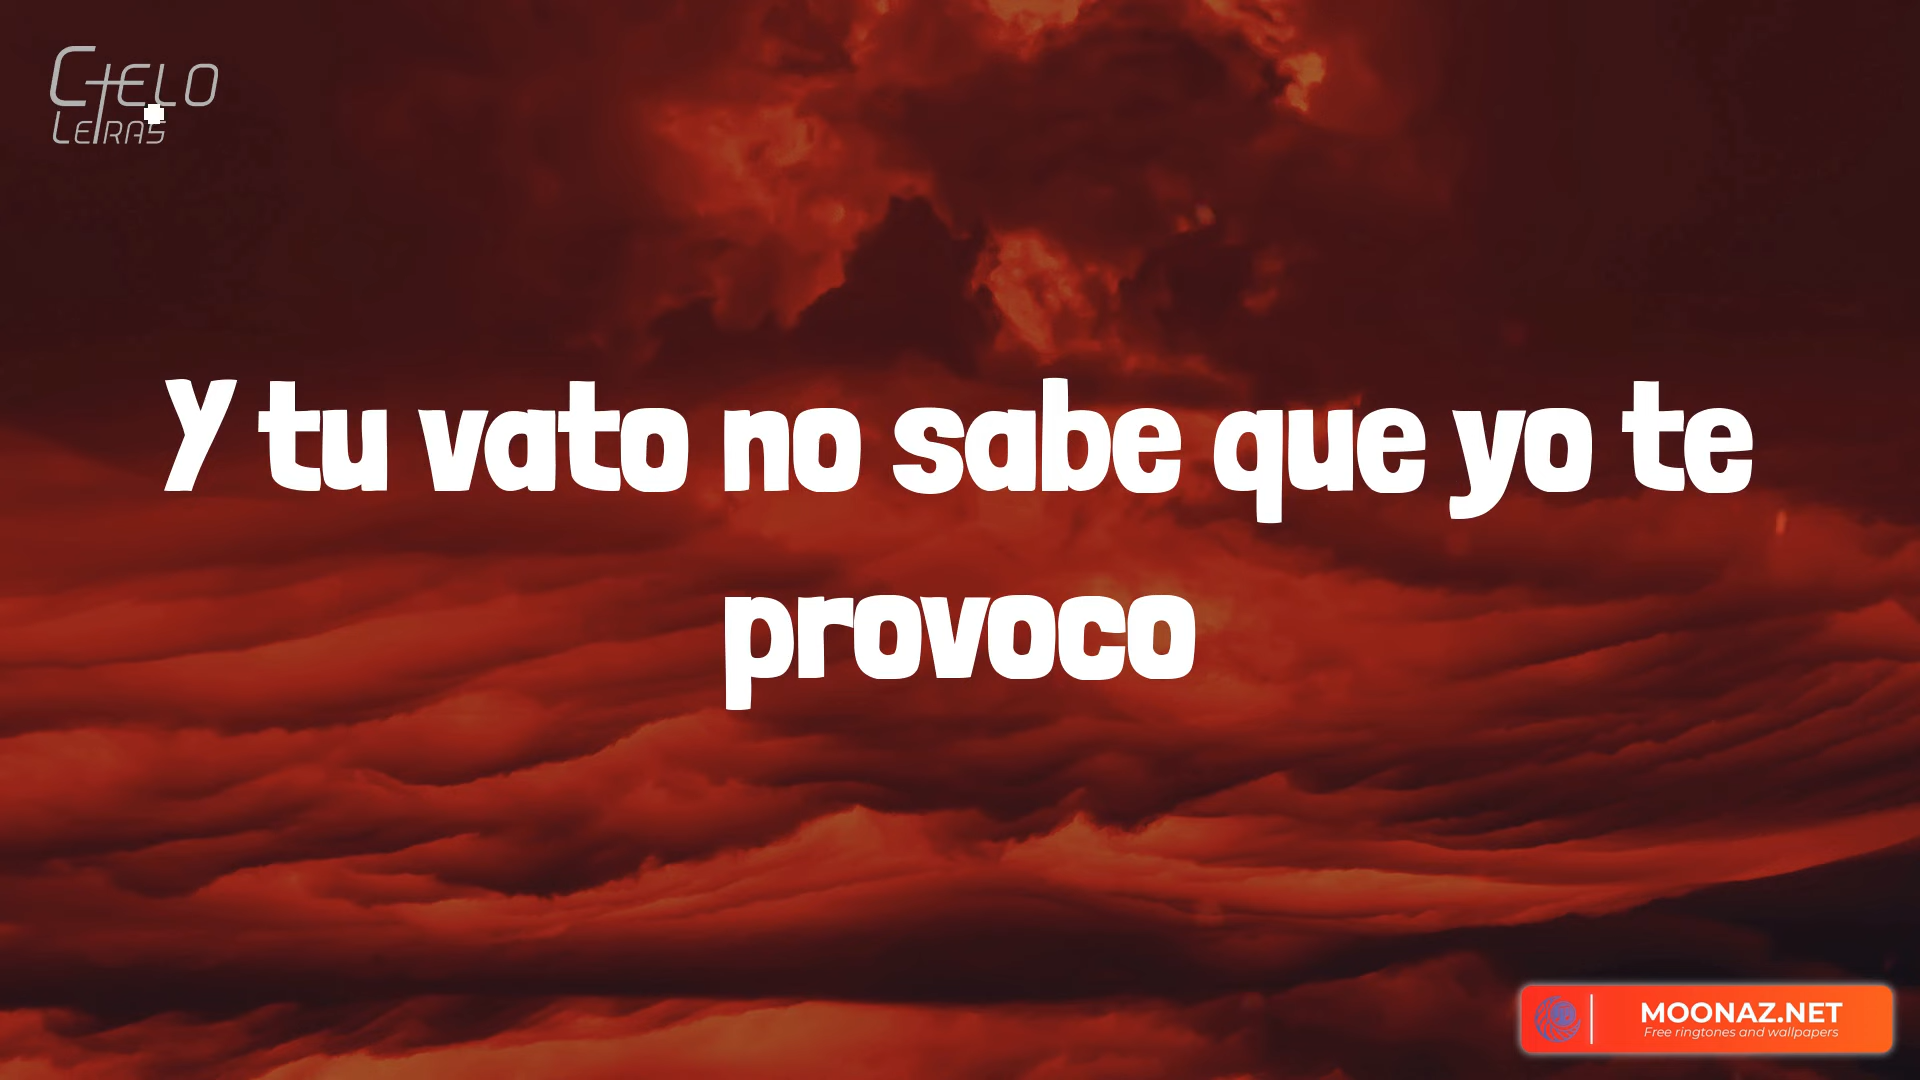 CIELO
LETRAS
Y tu vato no sabe que yo te
provoco
MOONAZ.NET
Free ringtones and wallpapers